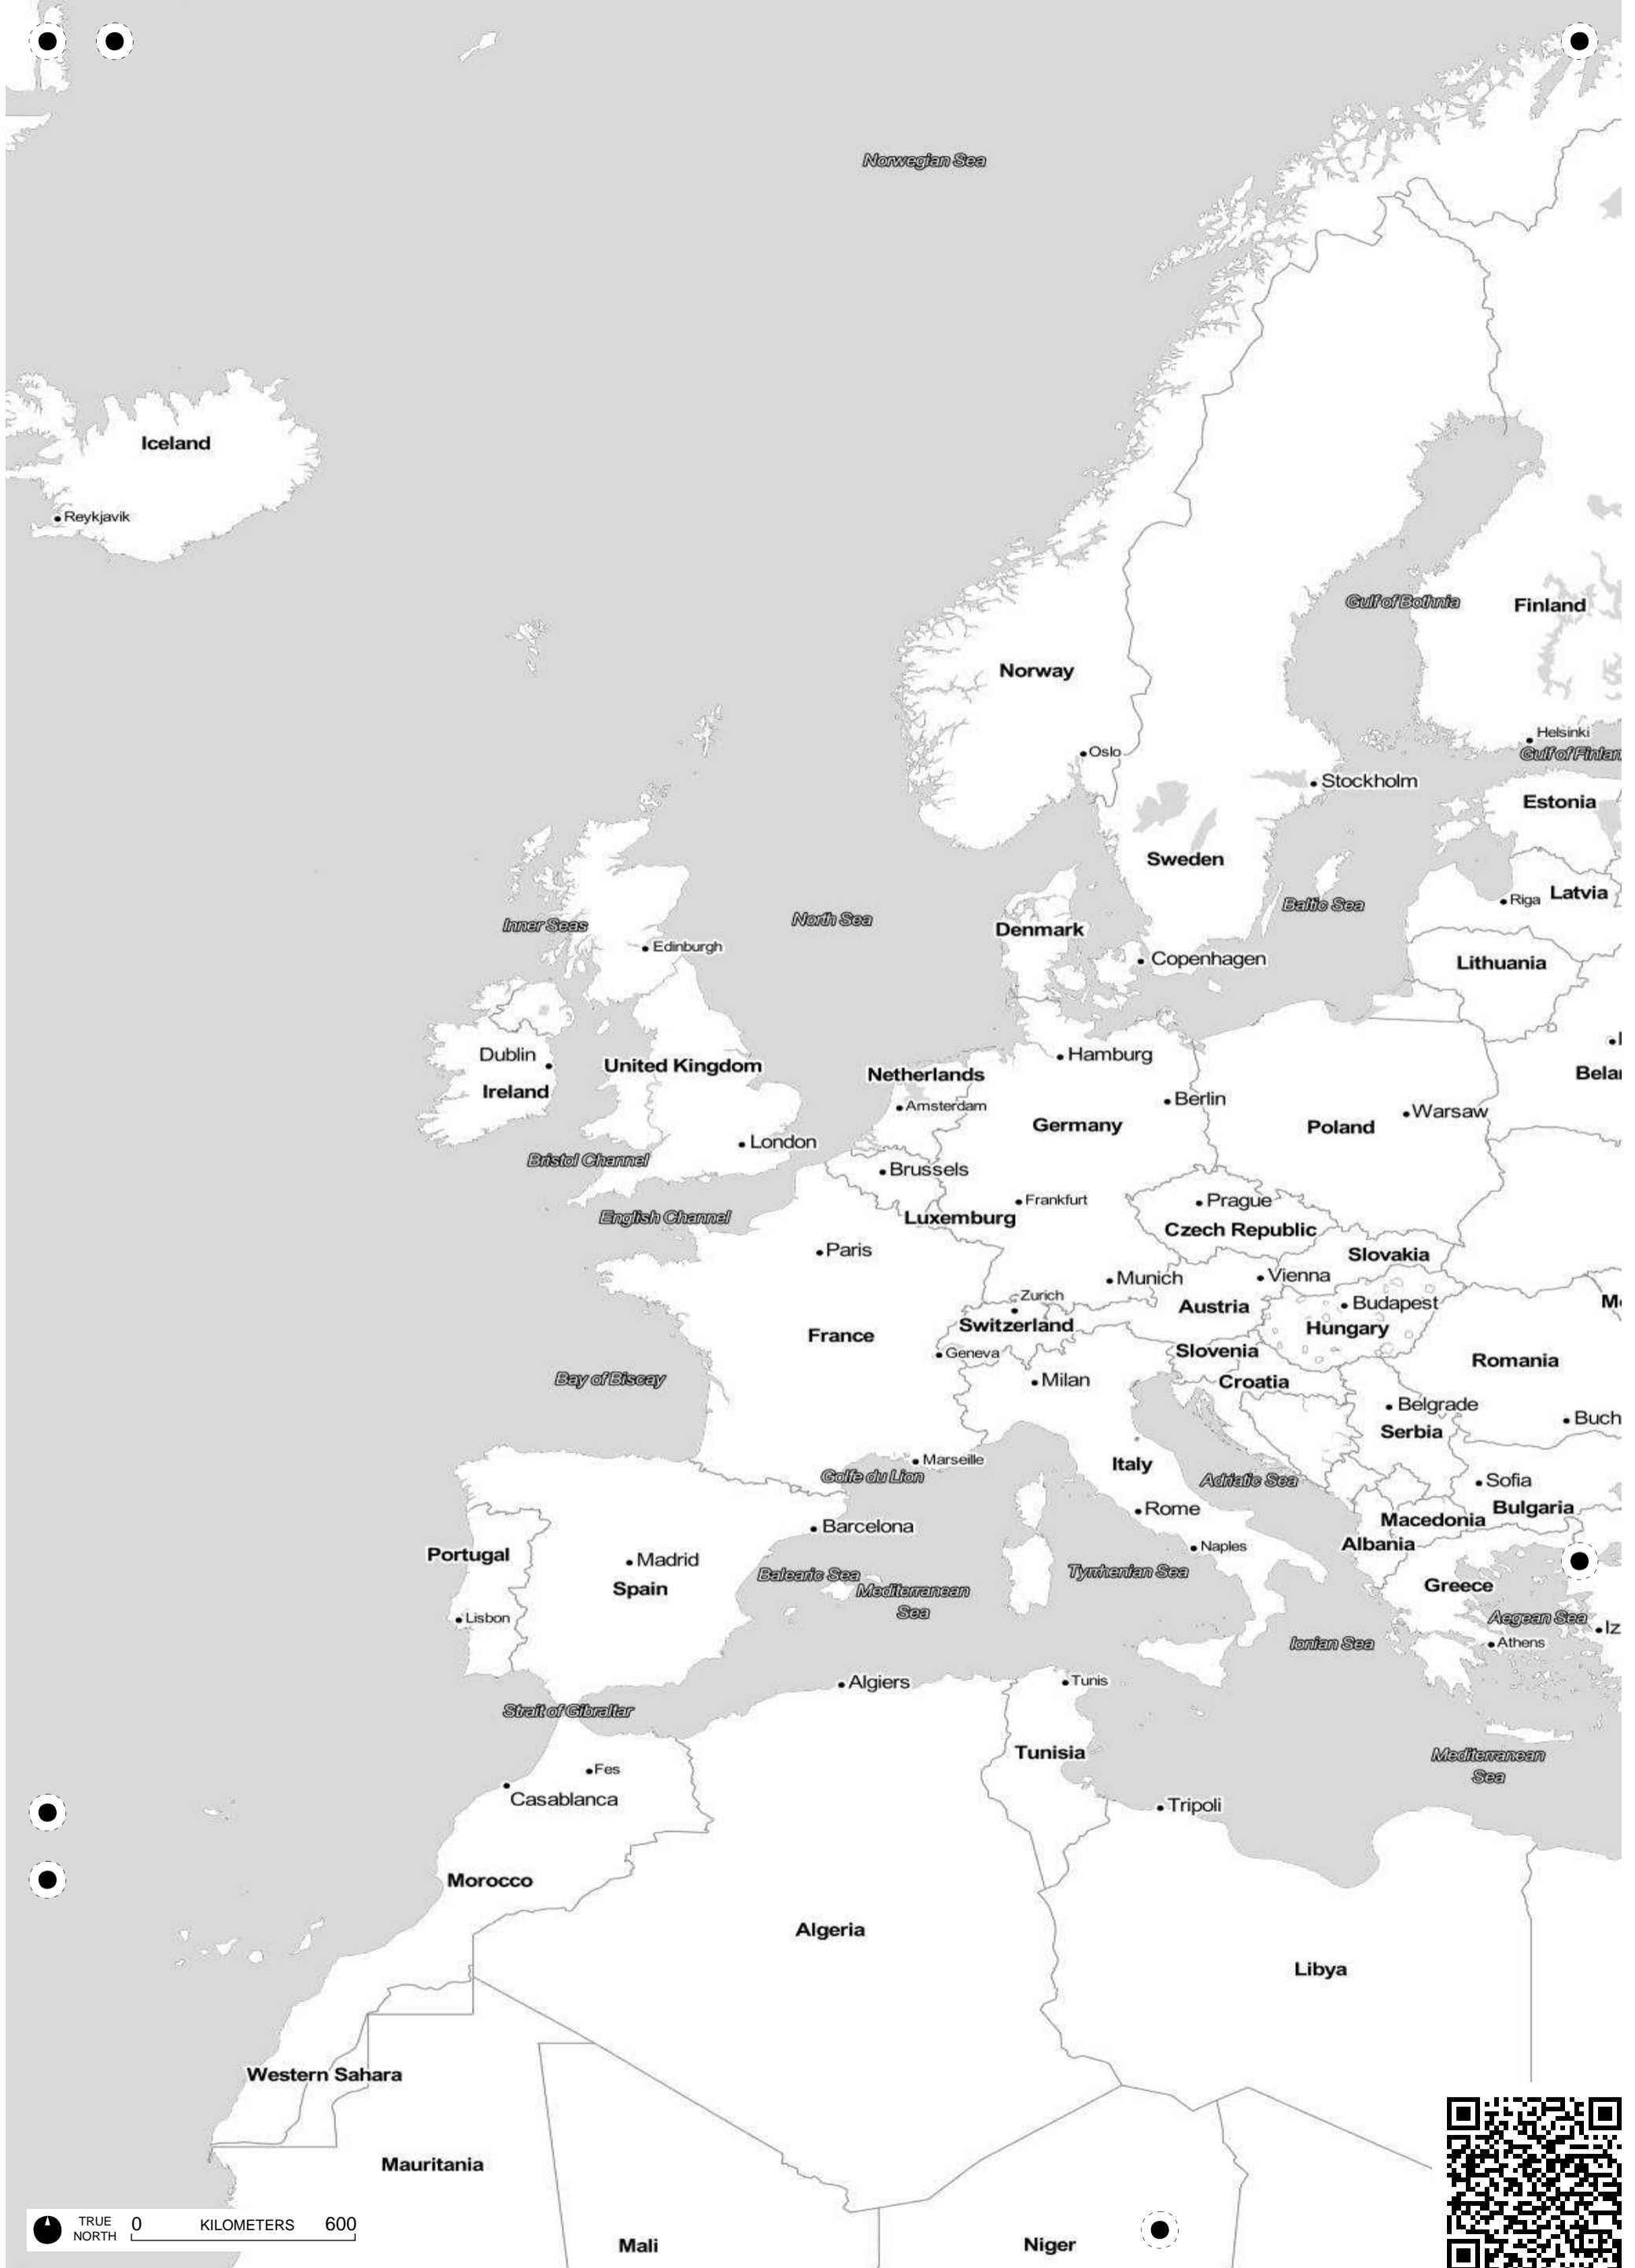 Norwegian Sea
Iceland
Reykjavik
Gulf of Bothnia
Finland
Norway
Helsinki
Oslo
Gulf of Finlan
Stockholm
Estonia
Sweden
Latvia
Riga
Baltic Sea
North Sea
Inner Seas
Denmark
Edinburgh
Copenhagen
Lithuania
Dublin
Hamburg
United Kingdom
Netherlands
Belar
Ireland
Amsterdam
Berlin
Warsaw
Germany
Poland
London
Bristol Channel
Brussels
Frankfurt
Prague
English Channel
Luxemburg
Czech Republic
Paris
Slovakia
Munich
Vienna
Zurich
Austria
Budapest
Switzerland
Hungary
France
Geneva
Slovenia
Romania
Bay of Biscay
Milan
Croatia
Belgrade
Buch
Serbia
Marseille
Italy
Golfe du Lion
Adriatic Sea
Sofia
Rome
Bulgaria
Macedonia
Barcelona
Albania
Naples
Portugal
Madrid
Balearic Sea
Tyrrhenian Sea
Spain
Mediterranean
Sea
Greece
Lisbon
Aegean Sea
Iz
Ionian Sea
Athens
Algiers
Tunis
Strait of Gibraltar
Tunisia
Mediterranean
Sea
Fes
Casablanca
Tripoli
Morocco
Algeria
Libya
Western Sahara
Mauritania
TRUE
NORTH
0 KILOMETERS 600
Mali
Niger